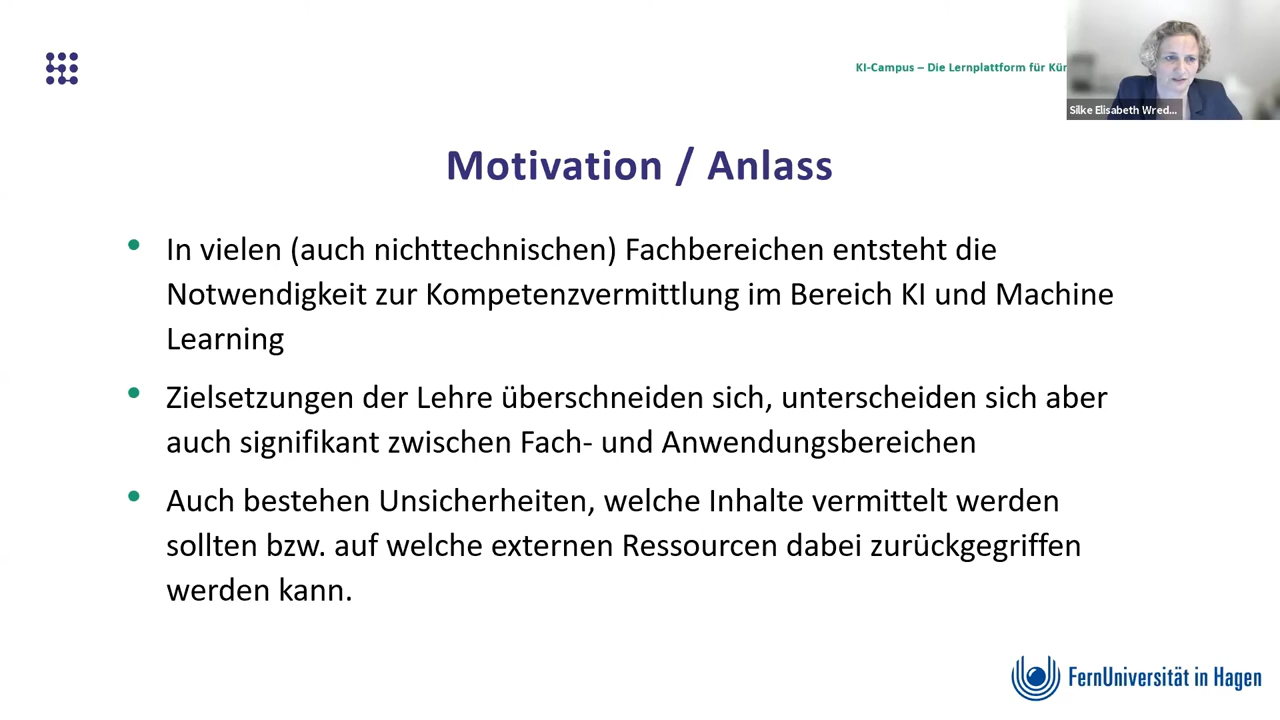 KI-Campus – Die Lernplattform für
Silke Elisabeth Wred...
Motivation / Anlass
• In vielen (auch nichttechnischen) Fachbereichen entsteht die
Notwendigkeit zur Kompetenzvermittlung im Bereich KI und Machine
Learning
• Zielsetzungen der Lehre überschneiden sich, unterscheiden sich aber
auch signifikant zwischen Fach- und Anwendungsbereichen
• Auch bestehen Unsicherheiten, welche Inhalte vermittelt werden
sollten bzw. auf welche externen Ressourcen dabei zurückgegriffen
werden kann.
FernUniversität in Hagen